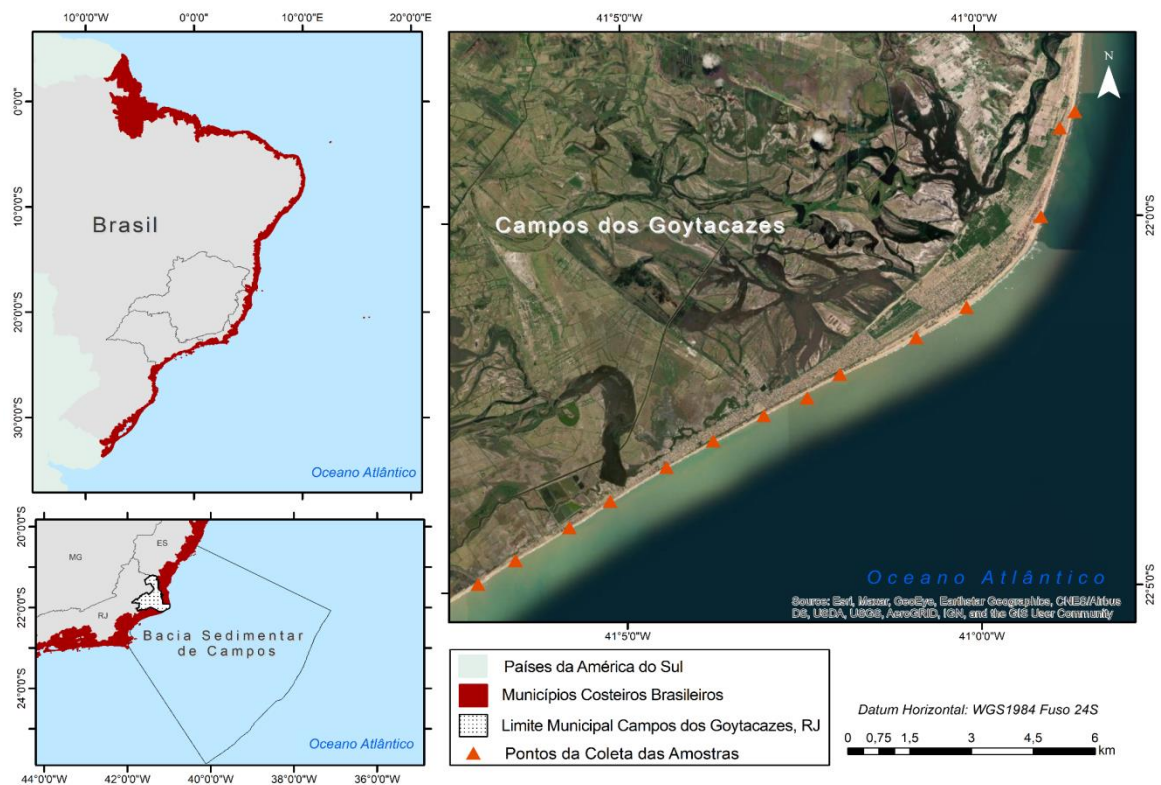 10°0'0"W
0°0'0"
10°0'0"E
20°0'0"E
0°0'0"
10°0'0"S
20°0'0"S
30°0'0"S
Brasil
Oceano Atlântico
41°5'0"W
41°0'0"W
N
22°0'0"S
22°5'0"S
Campos dos Goytacazes
Oceano Atlântico
Source: Esri, Maxar, GeoEye, Earthstar Geographics, CNES/Airbus
DS, USDA, USGS, AeroGRID, IGN, and the GIS User Community
41°5'0"W
41°0'0"W
20°0'0"S
22°0'0"S
24°0'0"S
MG
ES
RJ
Bacia Sedimentar
de Campos
Oceano Atlântico
44°0'0"W
42°0'0"W
40°0'0"W
38°0'0"W
36°0'0"W
Países da América do Sul
Municípios Costeiros Brasileiros
Limite Municipal Campos dos Goytacazes, RJ
Pontos da Coleta das Amostras
Datum Horizontal: WGS1984 Fuso 24S
0 0,75 1,5 3 4,5 6
km